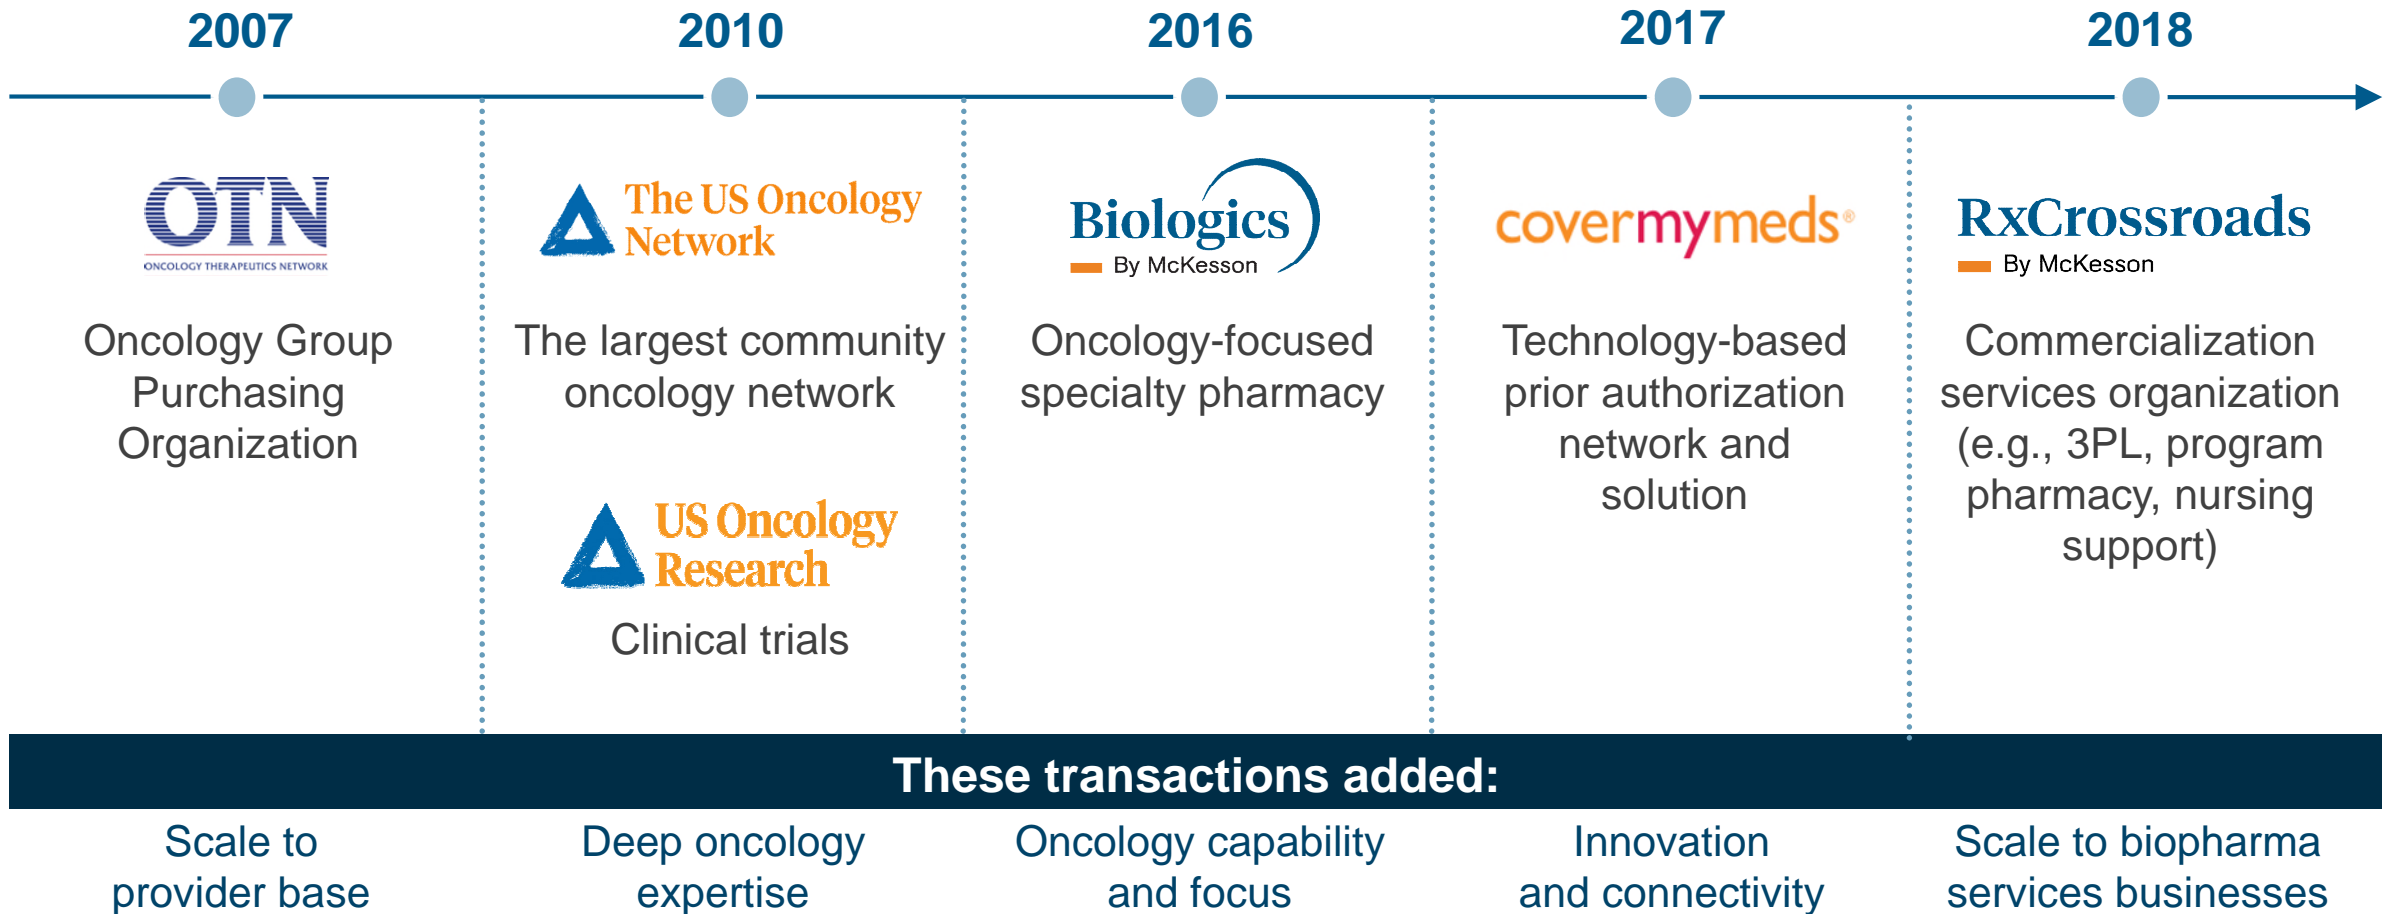 2007
2010
2016
2017
2018
OTN
ONCOLOGY THERAPEUTICS NETWORK
Oncology Group
Purchasing
Organization
The US Oncology
Network
The largest community
oncology network
US Oncology
Research
Clinical trials
Biologics
By McKesson
Oncology-focused
specialty pharmacy
covermymeds®
Technology-based
prior authorization
network and
solution
RxCrossroads
By McKesson
Commercialization
services organization
(e.g., 3PL, program
pharmacy, nursing
support)
These transactions added:
Scale to
provider base
Deep oncology
expertise
Oncology capability
and focus
Innovation
and connectivity
Scale to biopharma
services businesses